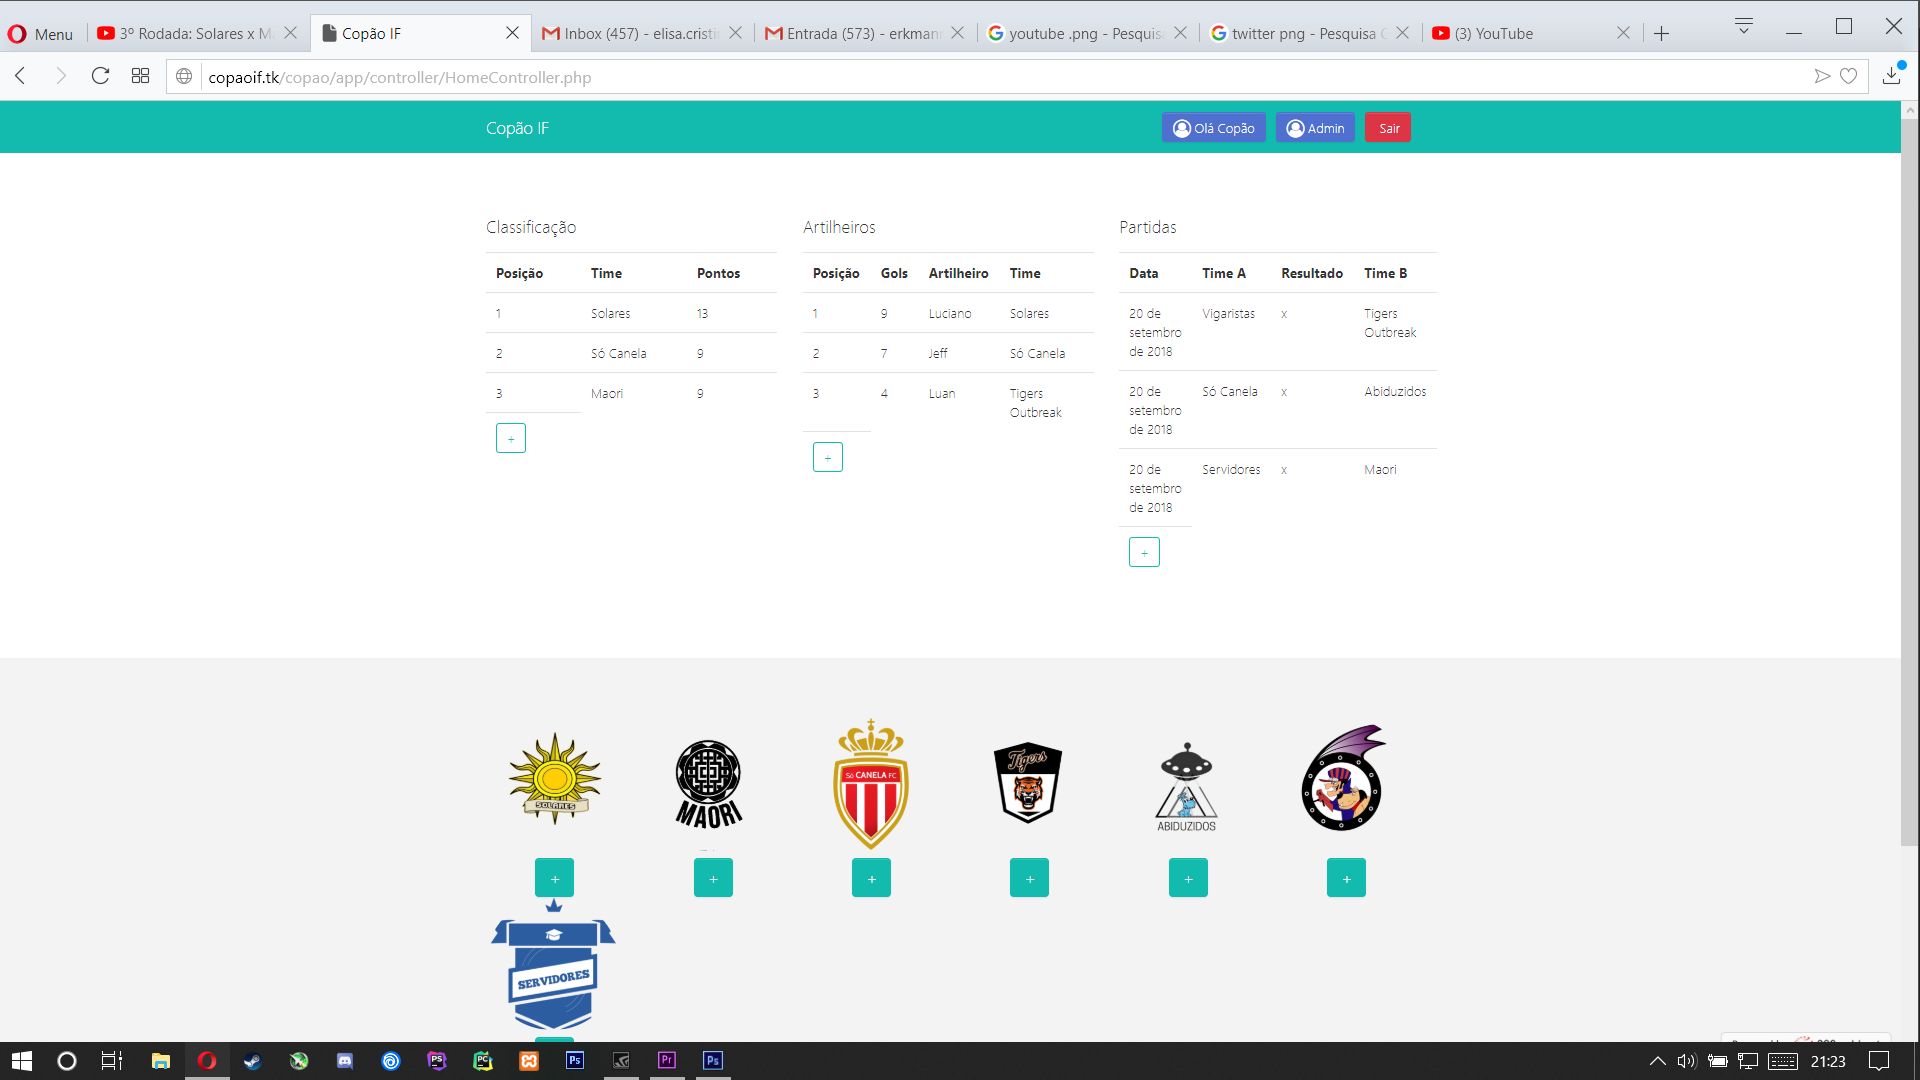 Menu
3º Rodada: Solares x M
Copão IF
Inbox (457) - elisa.cristi
Entrada (573) - erkman
youtube .png - Pesquis
twitter png - Pesquisa
(3) YouTube
copaoif.tk/copao/app/controller/HomeController.php
Copão IF
Olá Copão
Admin
Sair
Classificação
Posição Time Pontos
1 Solares 13
2 Só Canela 9
3 Maori 9
+
Artilheiros
Posição Gols Artilheiro Time
1 9 Luciano Solares
2 7 Jeff Só Canela
3 4 Luan Tigers
Outbreak
+
Partidas
Data Time A Resultado Time B
20 de Vigaristas x Tigers
setembro Outbreak
de 2018
20 de Só Canela x Abiduzidos
setembro
de 2018
20 de Servidores x Maori
setembro
de 2018
+
SOLARES
MAORI
Só CANELA FC
Tigers
ABIDUZIDOS
+ + + + + +
SERVIDORES
21:23